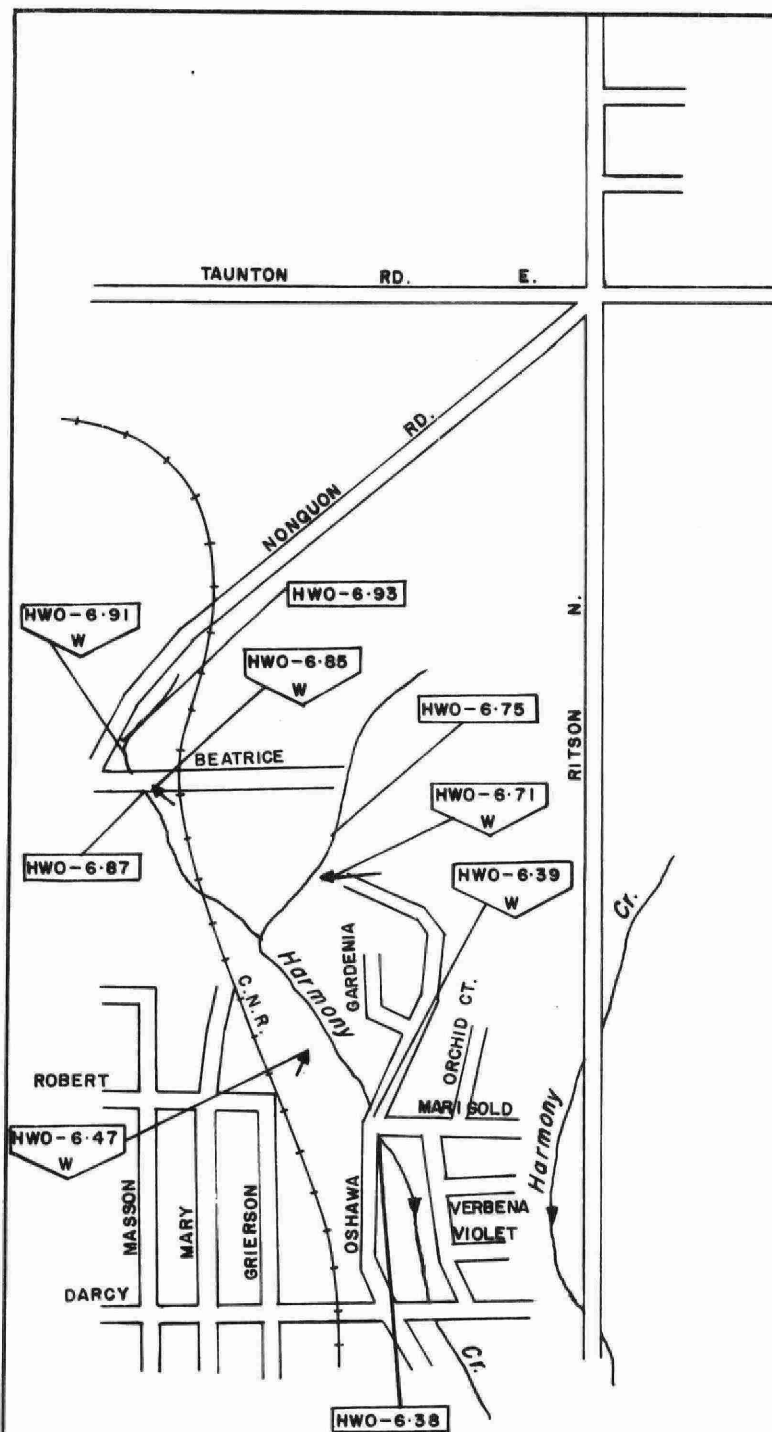 TAUNTON RD. E.
NONQUON RD.
HWO-6·91
W
HWO-6·93
HWO-6·85
W
HWO-6·75
RITSON N.
BEATRICE
HWO-6·71
W
HWO-6·87
HWO-6·39
W
Cr.
GARDENIA
Harmony
C.N.R.
ORCHID CT.
ROBERT
MARIGOLD
HWO-6·47
W
Harmony
MASSON
MARY
GRIERSON
OSHAWA
VERBENA
VIOLET
DARCY
Cr.
HWO-6·38